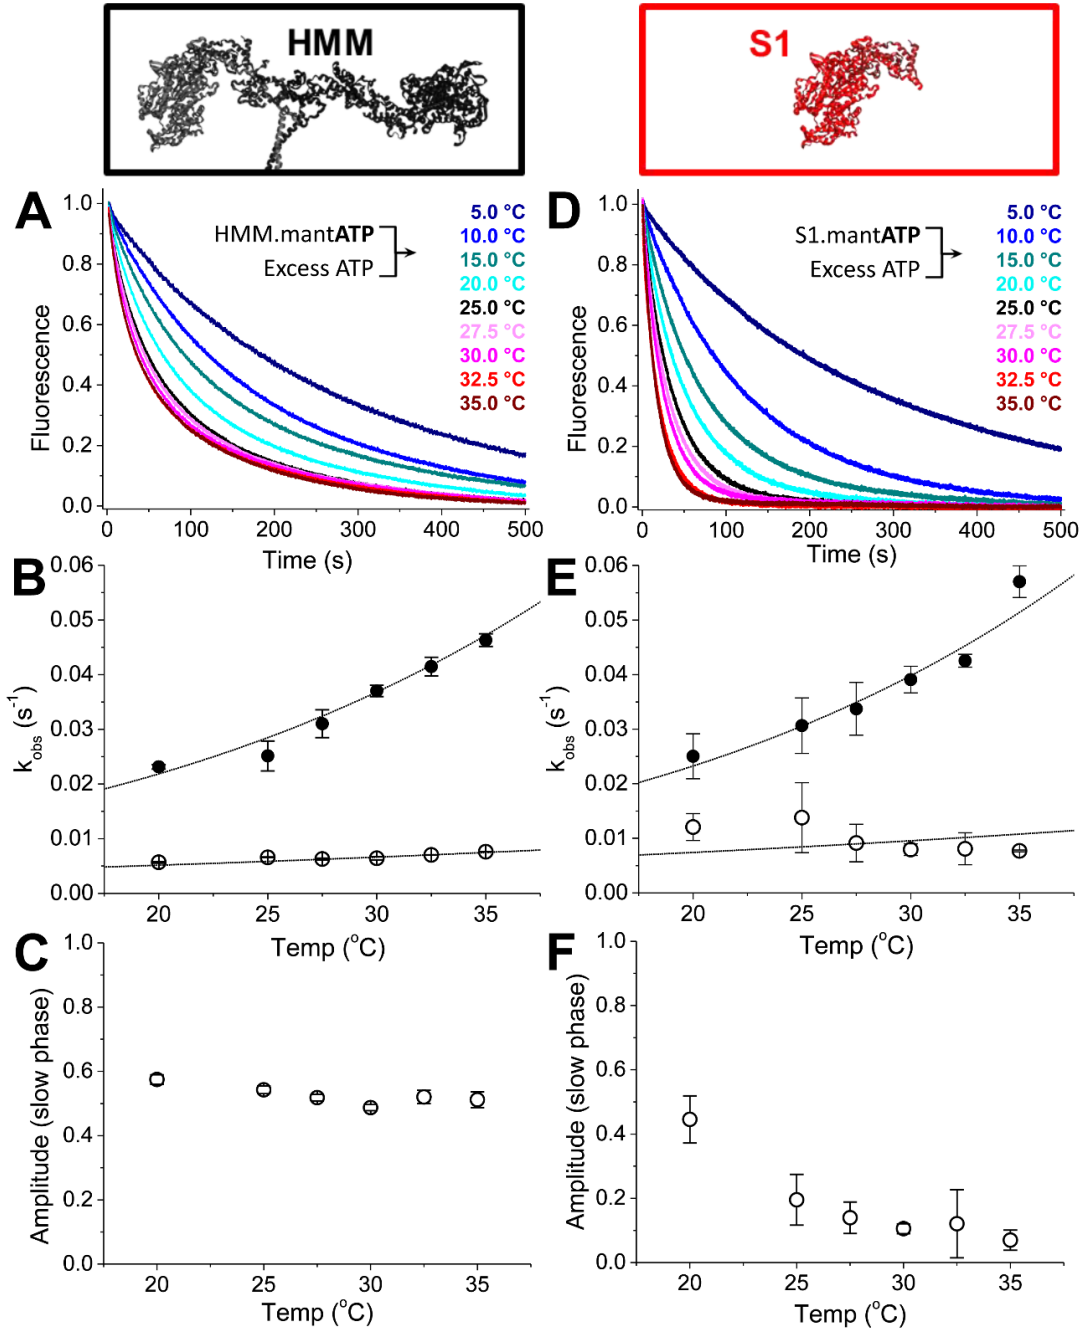 HMM
S1
A
1.0
0.8
0.6
0.4
0.2
0.0
Fluorescence
HMM.mantATP
Excess ATP
5.0 °C
10.0 °C
15.0 °C
20.0 °C
25.0 °C
27.5 °C
30.0 °C
32.5 °C
35.0 °C
0 100 200 300 400 500
Time (s)
D
1.0
0.8
0.6
0.4
0.2
0.0
Fluorescence
S1.mantATP
Excess ATP
5.0 °C
10.0 °C
15.0 °C
20.0 °C
25.0 °C
27.5 °C
30.0 °C
32.5 °C
35.0 °C
0 100 200 300 400 500
Time (s)
B
0.06
0.05
0.04
0.03
0.02
0.01
0.00
kobs (s-1)
20 25 30 35
Temp (oC)
E
0.06
0.05
0.04
0.03
0.02
0.01
0.00
kobs (s-1)
20 25 30 35
Temp (oC)
C
1.0
0.8
0.6
0.4
0.2
0.0
Amplitude (slow phase)
20 25 30 35
Temp (oC)
F
1.0
0.8
0.6
0.4
0.2
0.0
Amplitude (slow phase)
20 25 30 35
Temp (oC)